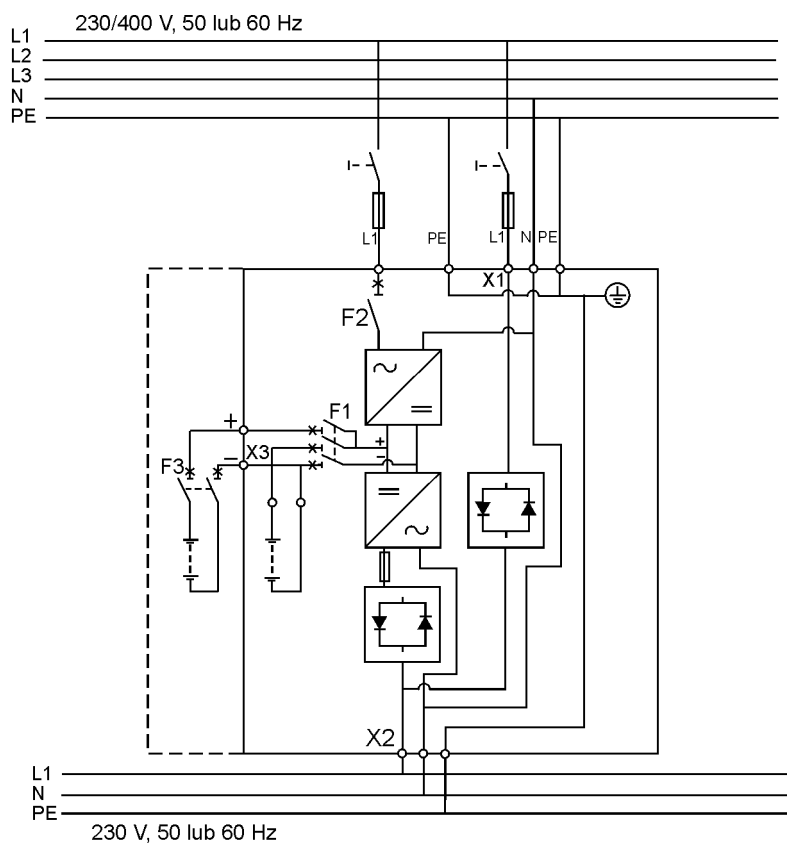 230/400 V, 50 lub 60 Hz
L1
L2
L3
N
PE
L1
PE
L1
N
PE
X1
F2
+
F1
+
−
−
X3
F3
X2
L1
N
PE
230 V, 50 lub 60 Hz